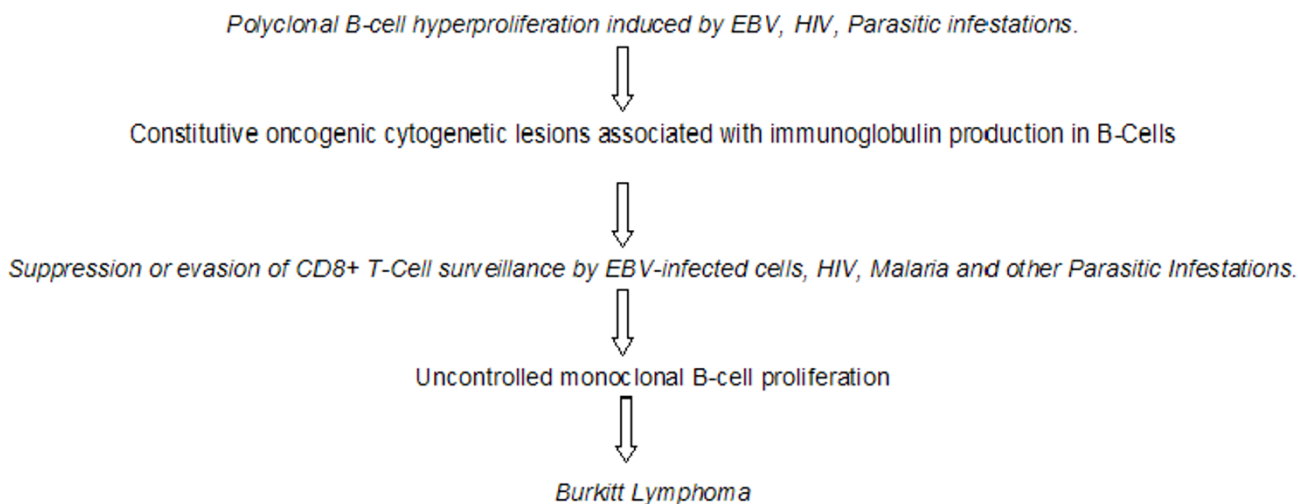 Polyclonal B-cell hyperproliferation induced by EBV, HIV, Parasitic infestations.
Constitutive oncogenic cytogenetic lesions associated with immunoglobulin production in B-Cells
Suppression or evasion of CD8+ T-Cell surveillance by EBV-infected cells, HIV, Malaria and other Parasitic Infestations.
Uncontrolled monoclonal B-cell proliferation
Burkitt Lymphoma